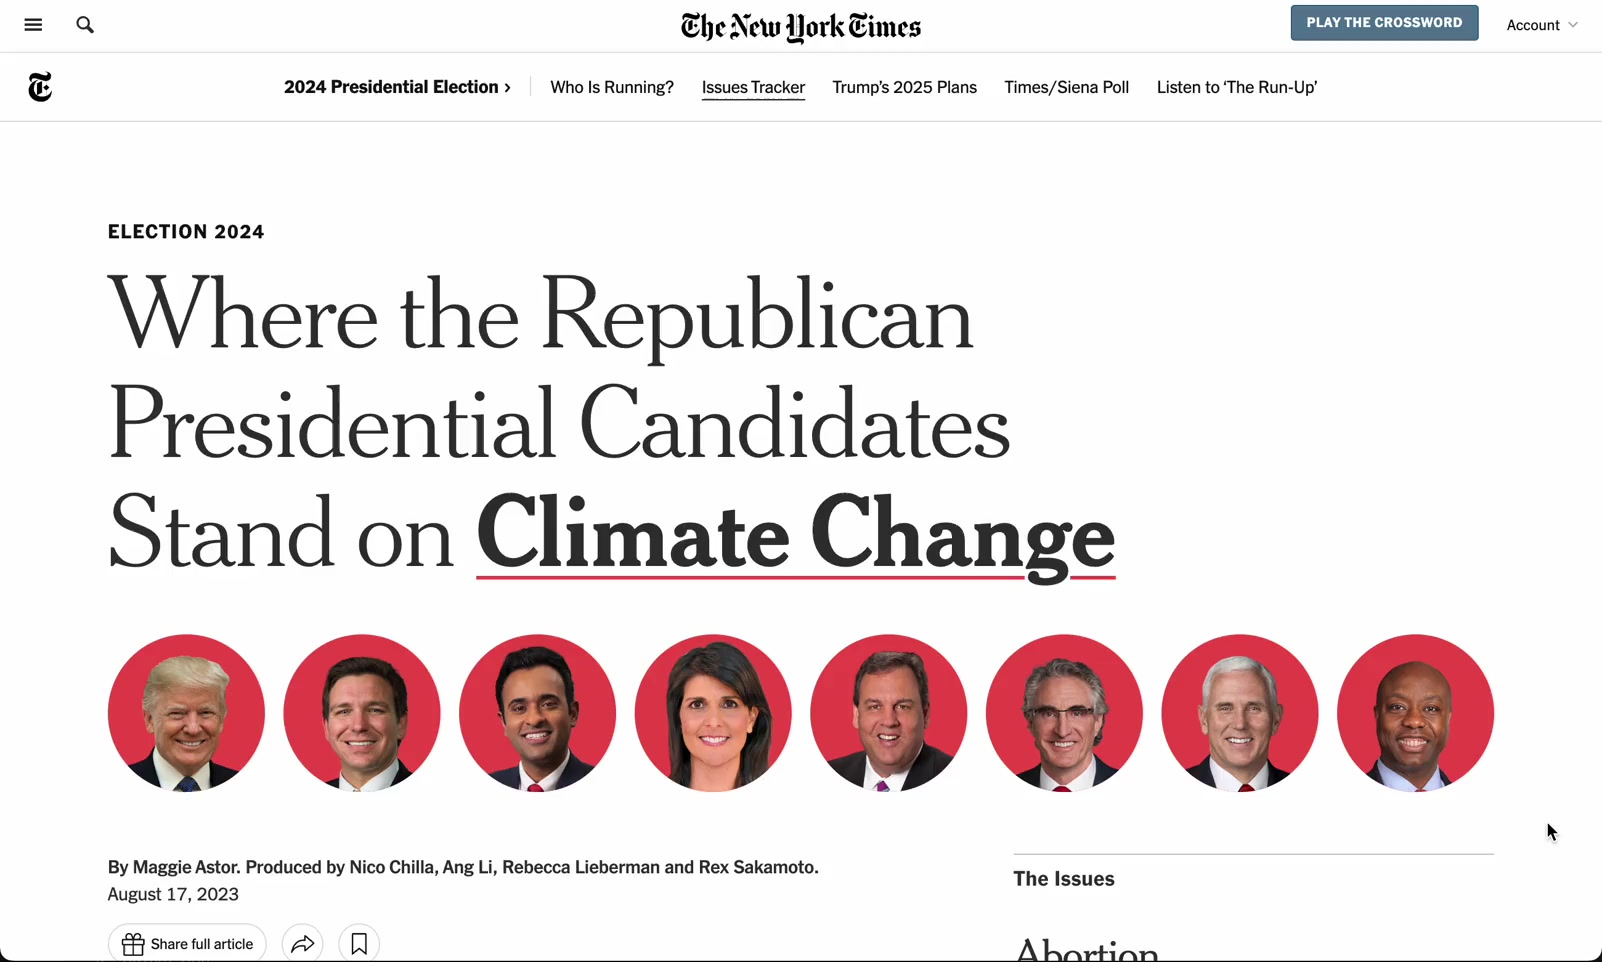 The New York Times
PLAY THE CROSSWORD
Account
T
2024 Presidential Election ›
Who Is Running?
Issues Tracker
Trump’s 2025 Plans
Times/Siena Poll
Listen to ‘The Run-Up’
ELECTION 2024
Where the Republican
Presidential Candidates
Stand on Climate Change
By Maggie Astor. Produced by Nico Chilla, Ang Li, Rebecca Lieberman and Rex Sakamoto.
August 17, 2023
Share full article
The Issues
Abortion